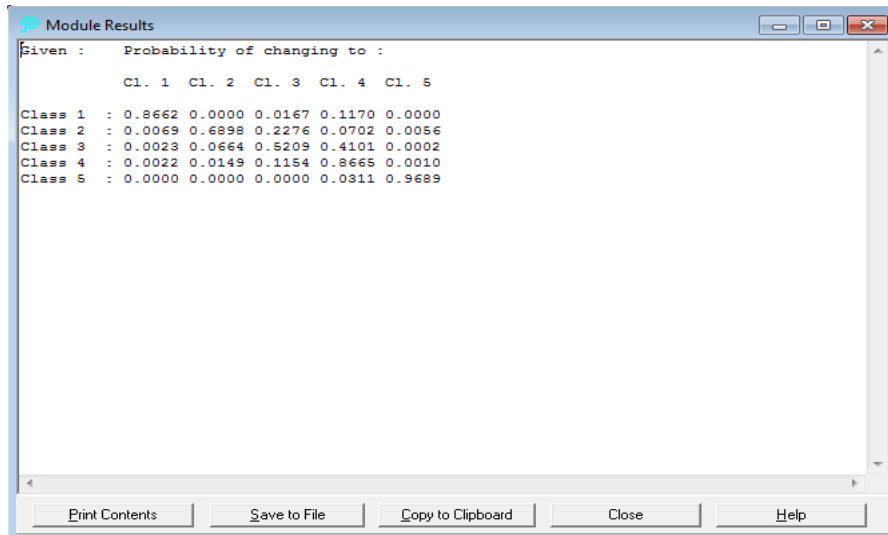 Module Results
Given :     Probability of changing to :
Cl. 1  Cl. 2  Cl. 3  Cl. 4  Cl. 5
Class 1  : 0.8662 0.0000 0.0167 0.1170 0.0000
Class 2  : 0.0069 0.6898 0.2276 0.0702 0.0056
Class 3  : 0.0023 0.0664 0.5209 0.4101 0.0002
Class 4  : 0.0022 0.0149 0.1154 0.8665 0.0010
Class 5  : 0.0000 0.0000 0.0000 0.0311 0.9689
Print Contents  Save to File  Copy to Clipboard  Close  Help